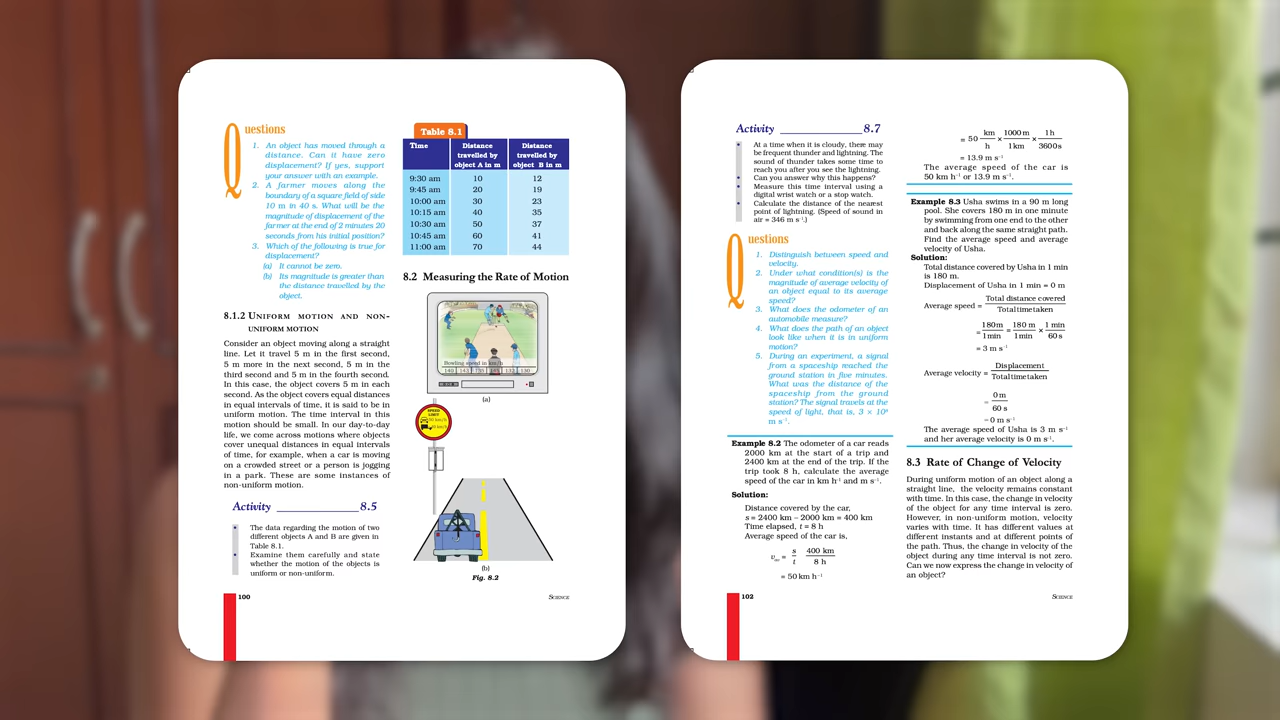 Questions
1. An object has moved through a
distance. Can it have zero
displacement? If yes, support
your answer with an example.
2. A farmer moves along the
boundary of a square field of side
10 m in 40 s. What will be the
magnitude of displacement of the
farmer at the end of 2 minutes 20
seconds from his initial position?
3. Which of the following is true for
displacement?
(a) It cannot be zero.
(b) Its magnitude is greater than
the distance travelled by the
object.
8.1.2 UNIFORM MOTION AND NON-
UNIFORM MOTION
Consider an object moving along a straight
line. Let it travel 5 m in the first second,
5 m more in the next second, 5 m in the
third second and 5 m in the fourth second.
In this case, the object covers 5 m in each
second. As the object covers equal distances
in equal intervals of time, it is said to be in
uniform motion. The time interval in this
motion should be small. In our day-to-day
life, we come across motions where objects
cover unequal distances in equal intervals
of time, for example, when a car is moving
on a crowded street or a person is jogging
in a park. These are some instances of
non-uniform motion.
Activity ______________8.5
• The data regarding the motion of two
different objects A and B are given in
Table 8.1.
• Examine them carefully and state
whether the motion of the objects is
uniform or non-uniform.
100
Table 8.1
Time Distance travelled by object A in m Distance travelled by object B in m
9:30 am 10 12
9:45 am 20 19
10:00 am 30 23
10:15 am 40 35
10:30 am 50 37
10:45 am 60 41
11:00 am 70 44
8.2 Measuring the Rate of Motion
Bowling speed in km/h
(a)
SPEED
LIMIT
(b)
Fig. 8.2
SCIENCE
Activity ______________8.7
• At a time when it is cloudy, there may
be frequent thunder and lightning. The
sound of thunder takes some time to
reach you after you see the lightning.
• Can you answer why this happens?
• Measure this time interval using a
digital wrist watch or a stop watch.
• Calculate the distance of the nearest
point of lightning. (Speed of sound in
air = 346 m s⁻¹.)
Questions
1. Distinguish between speed and
velocity.
2. Under what condition(s) is the
magnitude of average velocity of
an object equal to its average
speed?
3. What does the odometer of an
automobile measure?
4. What does the path of an object
look like when it is in uniform
motion?
5. During an experiment, a signal
from a spaceship reached the
ground station in five minutes.
What was the distance of the
spaceship from the ground
station? The signal travels at the
speed of light, that is, 3 × 10⁸
m s⁻¹.
Example 8.2 The odometer of a car reads
2000 km at the start of a trip and
2400 km at the end of the trip. If the
trip took 8 h, calculate the average
speed of the car in km h⁻¹ and m s⁻¹.
Solution:
Distance covered by the car,
s = 2400 km – 2000 km = 400 km
Time elapsed, t = 8 h
Average speed of the car is,
v_av = s/t 400 km/8 h
= 50 km h⁻¹
102
= 50 km/h × 1000 m/1 km × 1 h/3600 s
= 13.9 m s⁻¹
The average speed of the car is
50 km h⁻¹ or 13.9 m s⁻¹.
Example 8.3 Usha swims in a 90 m long
pool. She covers 180 m in one minute
by swimming from one end to the other
and back along the same straight path.
Find the average speed and average
velocity of Usha.
Solution:
Total distance covered by Usha in 1 min
is 180 m.
Displacement of Usha in 1 min = 0 m
Average speed = Total distance covered/Total time taken
= 180 m/1 min = 180 m/1 min × 1 min/60 s
= 3 m s⁻¹
Average velocity = Displacement/Total time taken
= 0 m/60 s
= 0 m s⁻¹
The average speed of Usha is 3 m s⁻¹
and her average velocity is 0 m s⁻¹.
8.3 Rate of Change of Velocity
During uniform motion of an object along a
straight line, the velocity remains constant
with time. In this case, the change in velocity
of the object for any time interval is zero.
However, in non-uniform motion, velocity
varies with time. It has different values at
different instants and at different points of
the path. Thus, the change in velocity of the
object during any time interval is not zero.
Can we now express the change in velocity of
an object?
SCIENCE